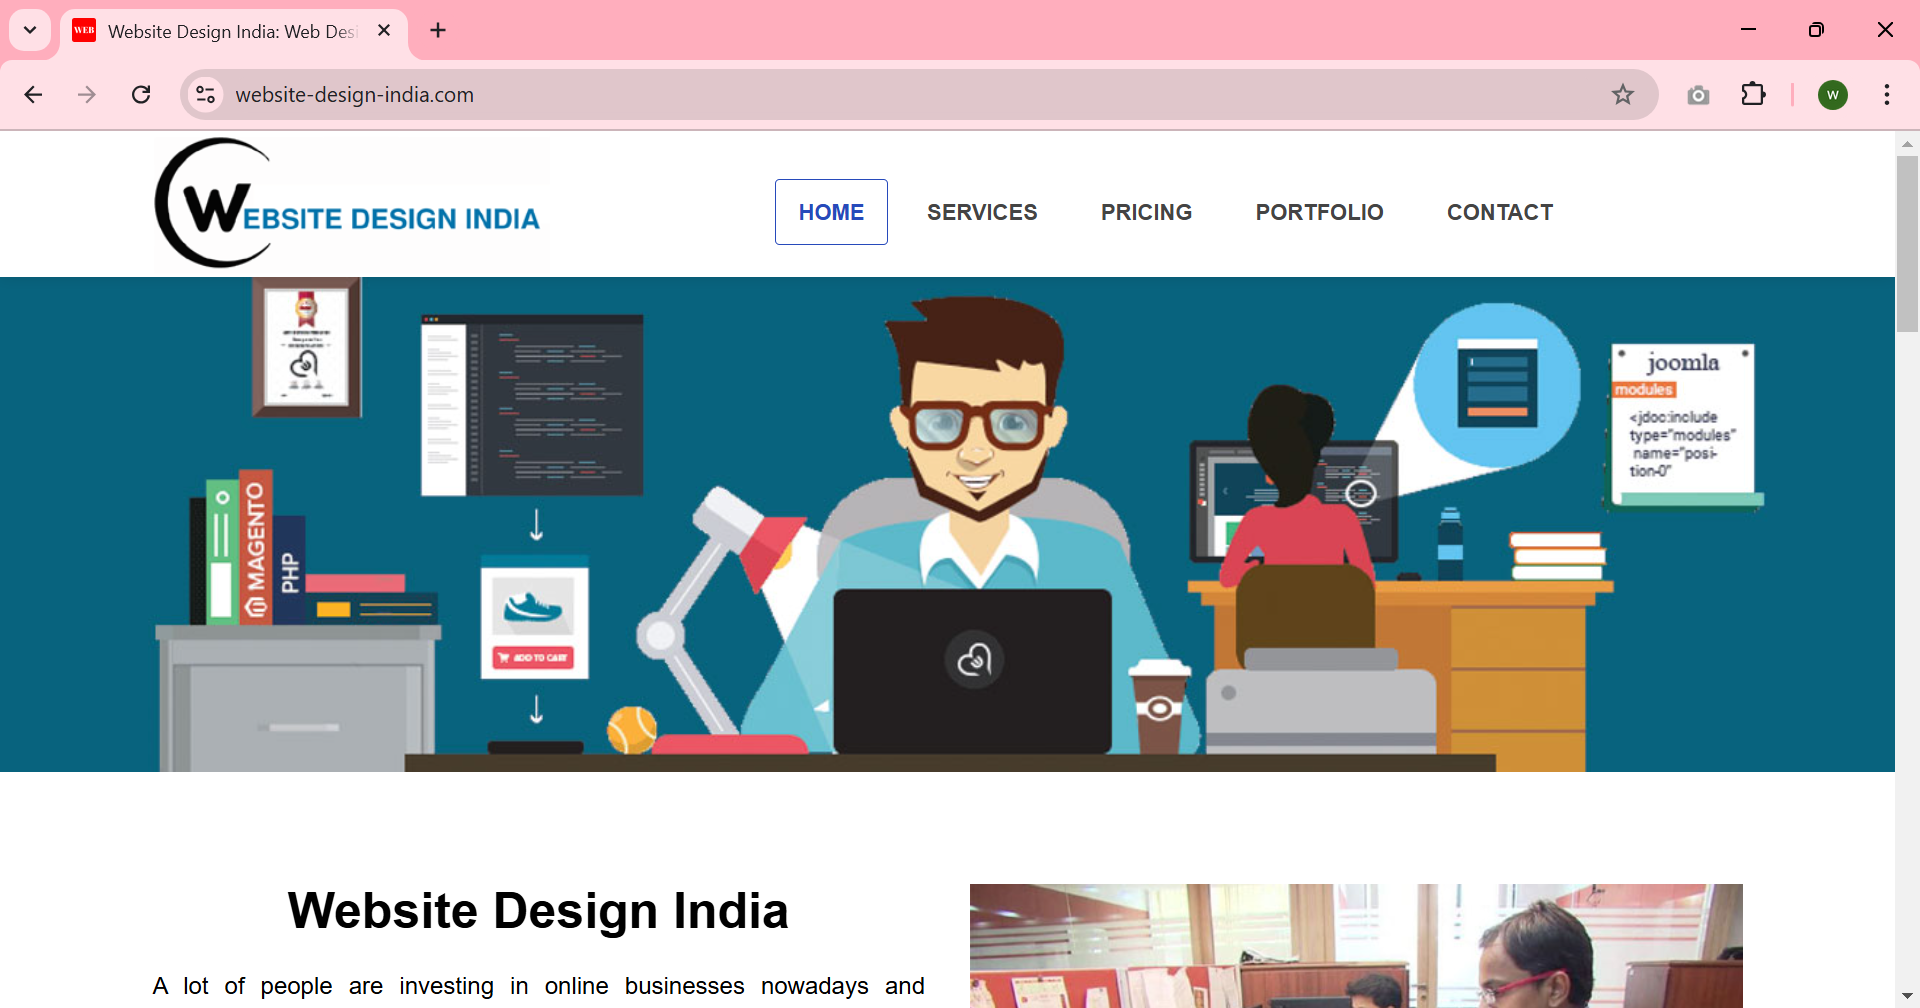 WEB
Website Design India: Web Desi
website-design-india.com
W
WEBSITE DESIGN INDIA
HOME
SERVICES
PRICING
PORTFOLIO
CONTACT
joomla
modules
<jdoc:include
type="modules"
name="posi-
tion-0"
MAGENTO
PHP
ADD TO CART
Website Design India
A lot of people are investing in online businesses nowadays and